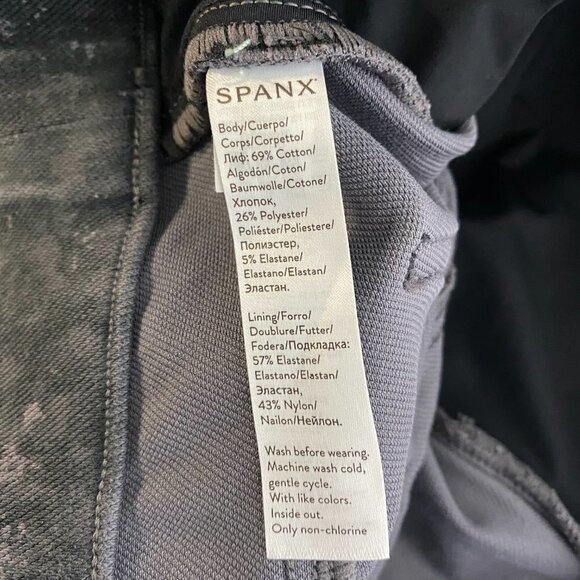 SPANX
Body/Cuerpo/
Corps/Corpetto/
Лиф: 69% Cotton/
Algodón/Coton/
Baumwolle/Cotone/
Хлопок,
26% Polyester/
Poliéster/Poliestere/
Полиэстер,
5% Elastane/
Elastano/Elastan/
Эластан.
Lining/Forro/
Doublure/Futter/
Fodera/Подкладка:
57% Elastane/
Elastano/Elastan/
Эластан,
43% Nylon/
Nailon/Нейлон.
Wash before wearing.
Machine wash cold,
gentle cycle.
With like colors.
Inside out.
Only non-chlorine